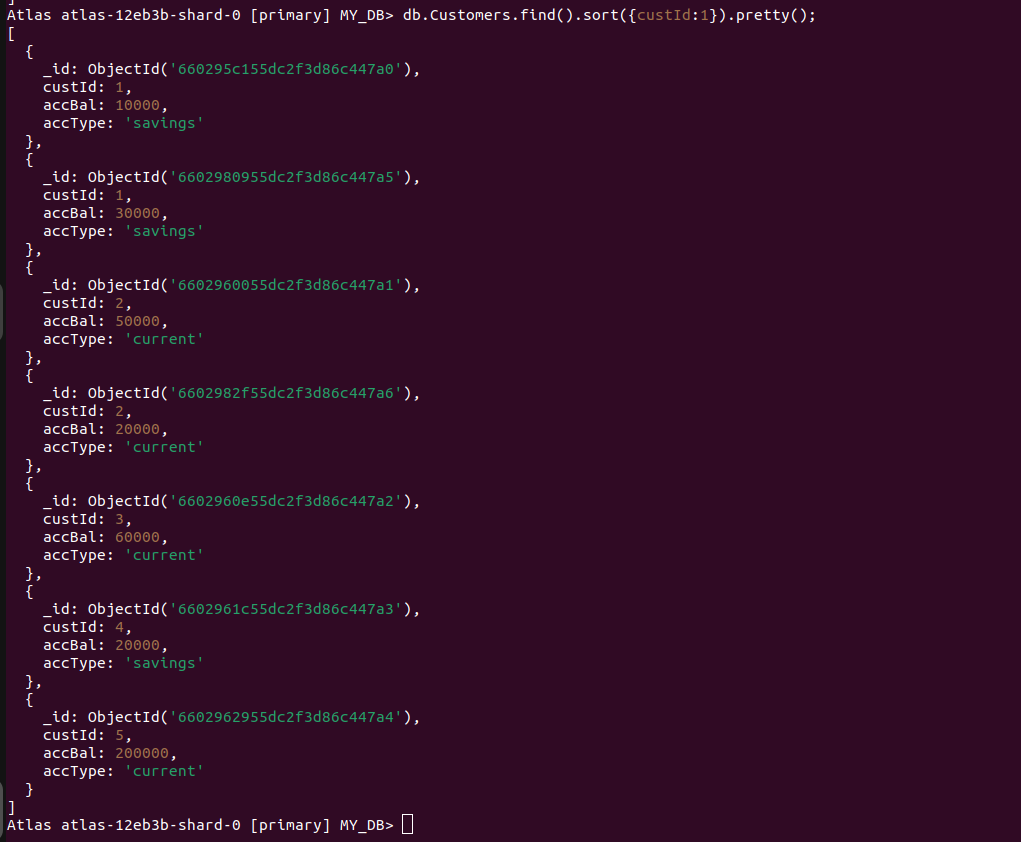 ]
Atlas atlas-12eb3b-shard-0 [primary] MY_DB> db.Customers.find().sort({custId:1}).pretty();
[
  {
    _id: ObjectId('660295c155dc2f3d86c447a0'),
    custId: 1,
    accBal: 10000,
    accType: 'savings'
  },
  {
    _id: ObjectId('6602980955dc2f3d86c447a5'),
    custId: 1,
    accBal: 30000,
    accType: 'savings'
  },
  {
    _id: ObjectId('6602960055dc2f3d86c447a1'),
    custId: 2,
    accBal: 50000,
    accType: 'current'
  },
  {
    _id: ObjectId('6602982f55dc2f3d86c447a6'),
    custId: 2,
    accBal: 20000,
    accType: 'current'
  },
  {
    _id: ObjectId('6602960e55dc2f3d86c447a2'),
    custId: 3,
    accBal: 60000,
    accType: 'current'
  },
  {
    _id: ObjectId('6602961c55dc2f3d86c447a3'),
    custId: 4,
    accBal: 20000,
    accType: 'savings'
  },
  {
    _id: ObjectId('6602962955dc2f3d86c447a4'),
    custId: 5,
    accBal: 200000,
    accType: 'current'
  }
]
Atlas atlas-12eb3b-shard-0 [primary] MY_DB>